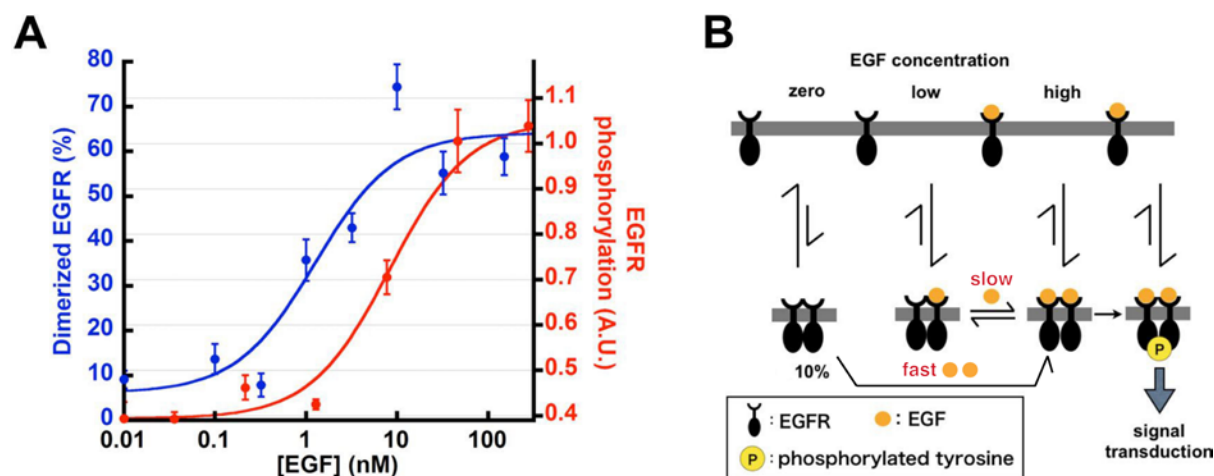 A
80
70
60
50
40
30
20
10
0
Dimerized EGFR (%)
0.01
0.1
1
10
100
[EGF] (nM)
1.1
1.0
0.9
0.8
0.7
0.6
0.5
0.4
EGFR
phosphorylation (A.U.)
B
EGF concentration
zero
low
high
slow
10%
fast
P
: EGFR
: EGF
P : phosphorylated tyrosine
signal
transduction